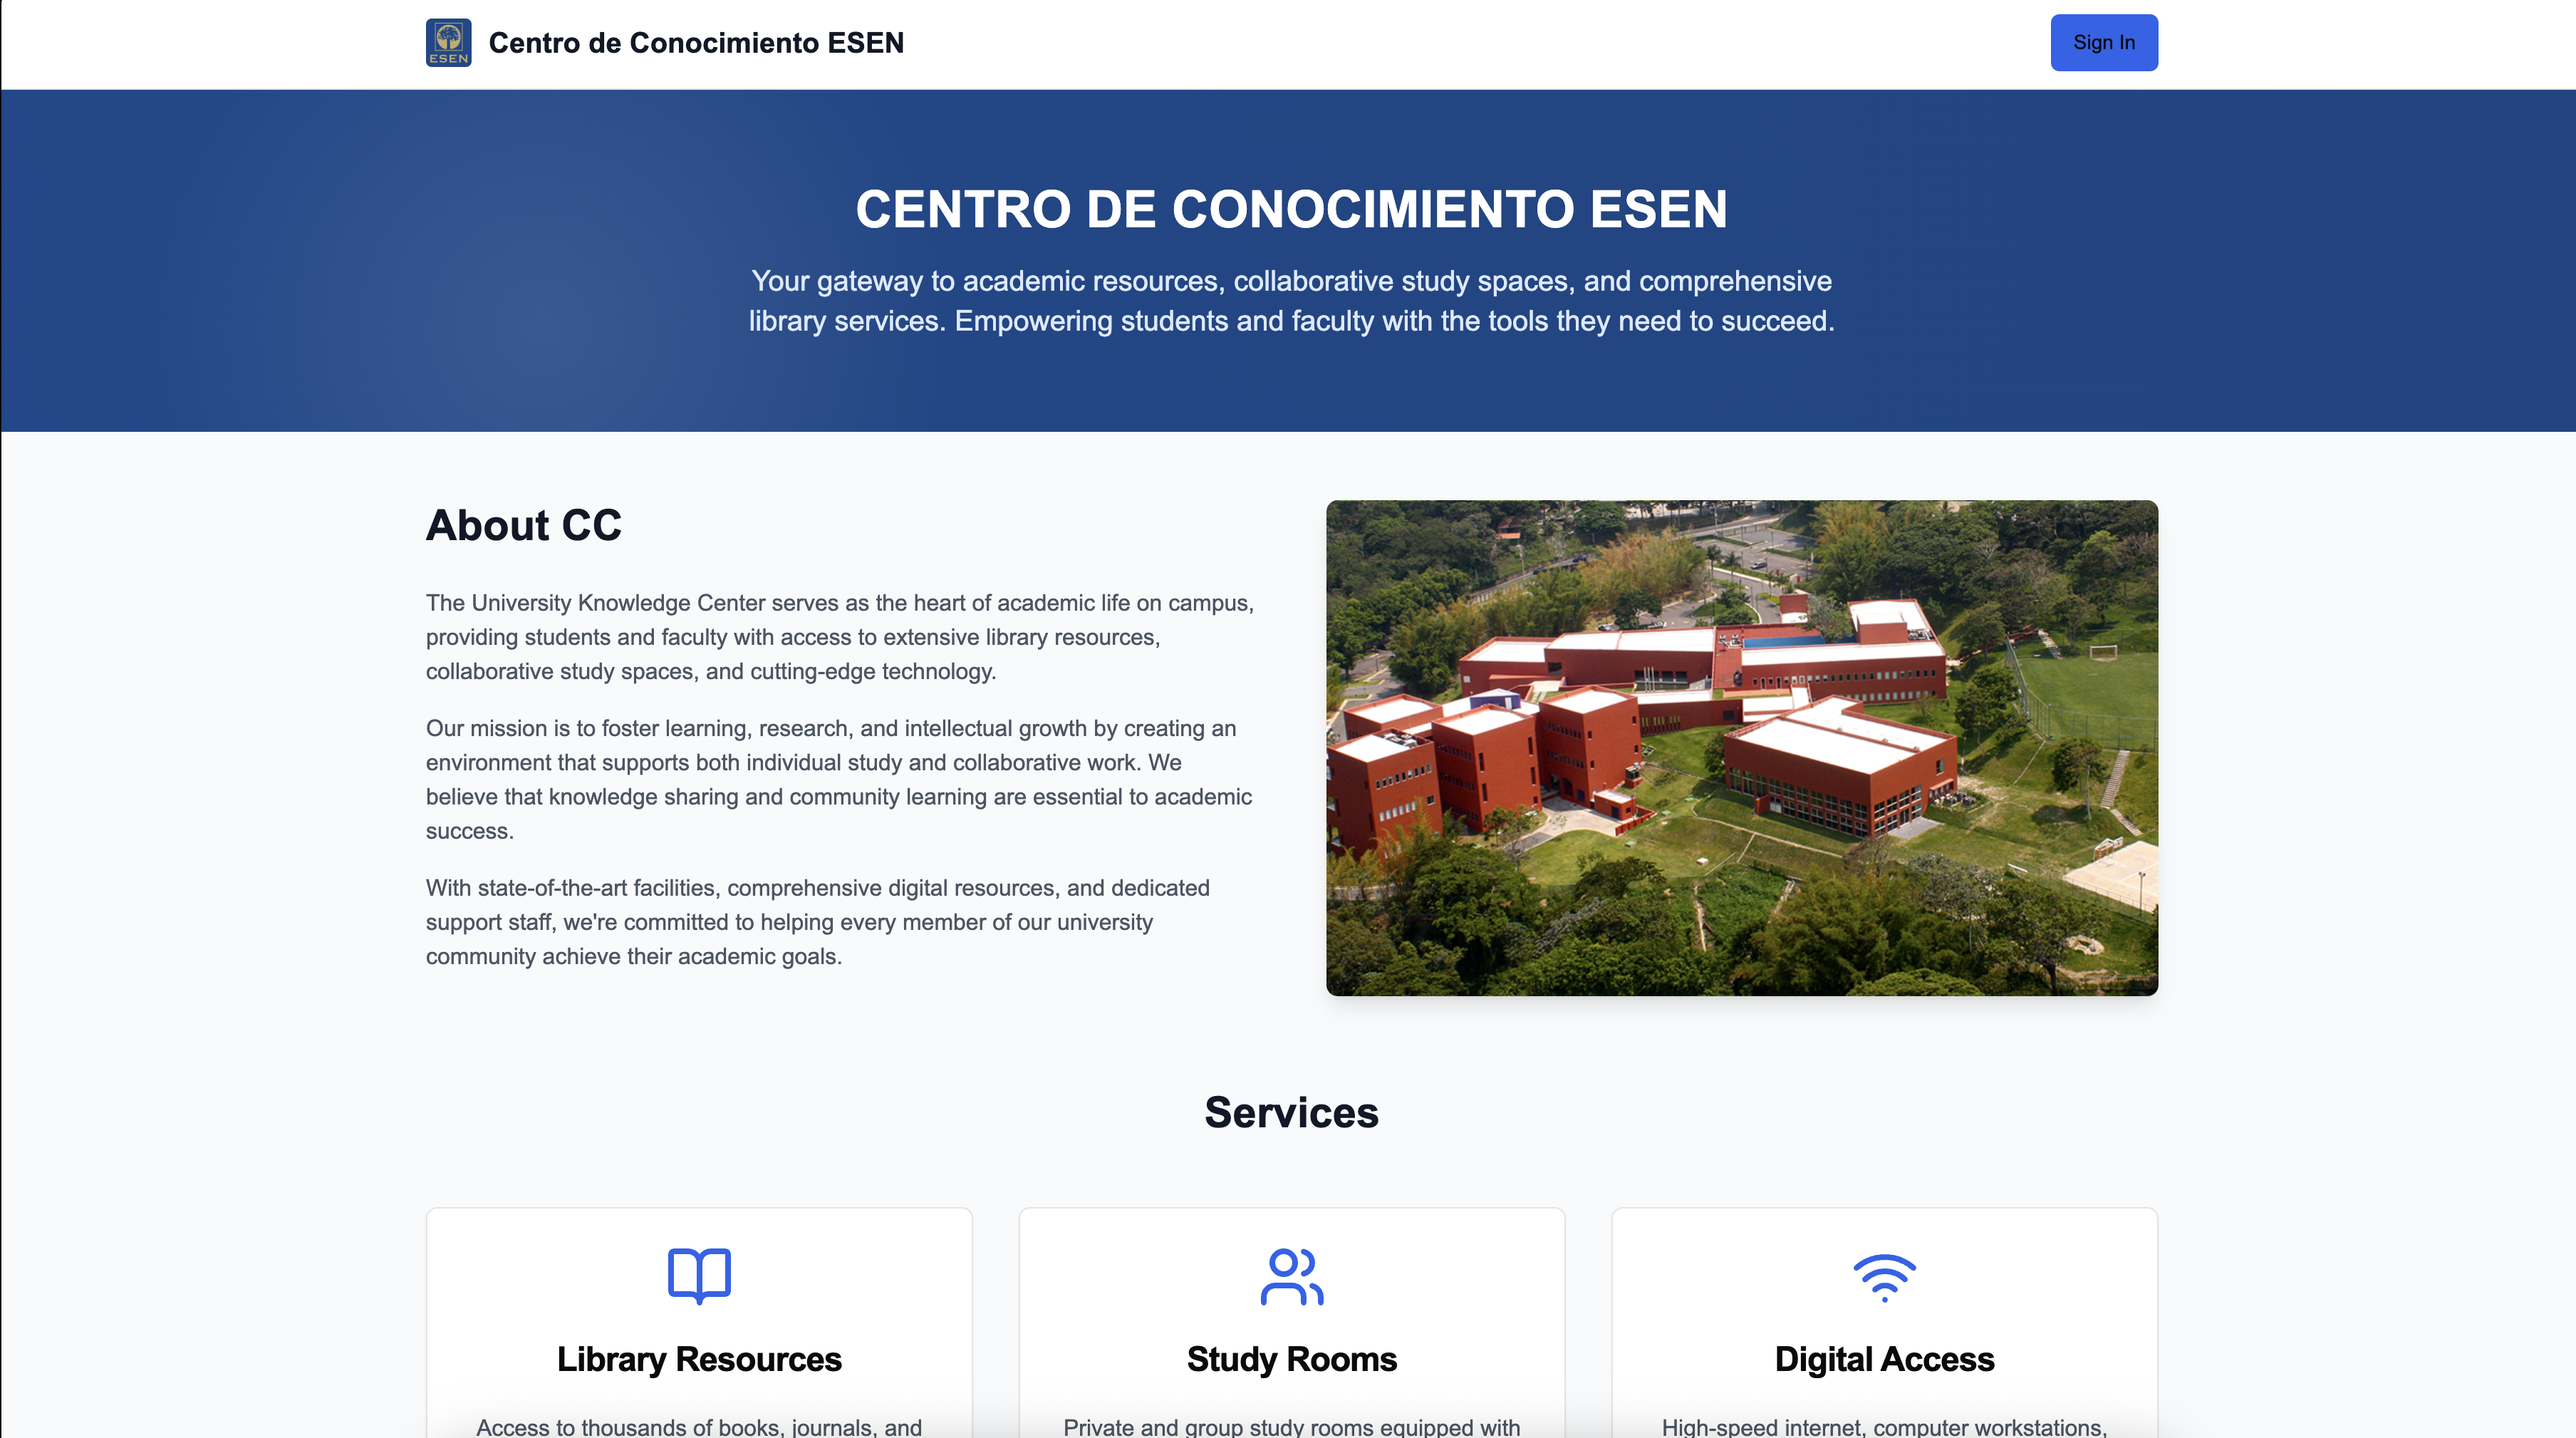 ESEN
Centro de Conocimiento ESEN
Sign In
CENTRO DE CONOCIMIENTO ESEN
Your gateway to academic resources, collaborative study spaces, and comprehensive
library services. Empowering students and faculty with the tools they need to succeed.
About CC
The University Knowledge Center serves as the heart of academic life on campus,
providing students and faculty with access to extensive library resources,
collaborative study spaces, and cutting-edge technology.
Our mission is to foster learning, research, and intellectual growth by creating an
environment that supports both individual study and collaborative work. We
believe that knowledge sharing and community learning are essential to academic
success.
With state-of-the-art facilities, comprehensive digital resources, and dedicated
support staff, we're committed to helping every member of our university
community achieve their academic goals.
Services
Library Resources
Access to thousands of books, journals, and
Study Rooms
Private and group study rooms equipped with
Digital Access
High-speed internet, computer workstations,